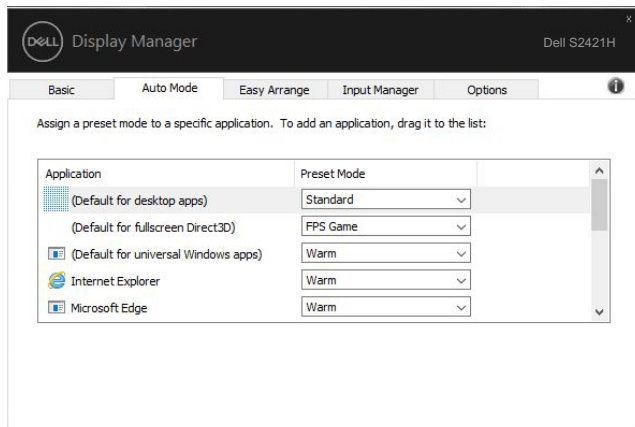 DELL Display Manager
x
Dell S2421H
Basic Auto Mode Easy Arrange Input Manager Options i
Assign a preset mode to a specific application. To add an application, drag it to the list:
Application Preset Mode
(Default for desktop apps) Standard
(Default for fullscreen Direct3D) FPS Game
(Default for universal Windows apps) Warm
Internet Explorer Warm
Microsoft Edge Warm